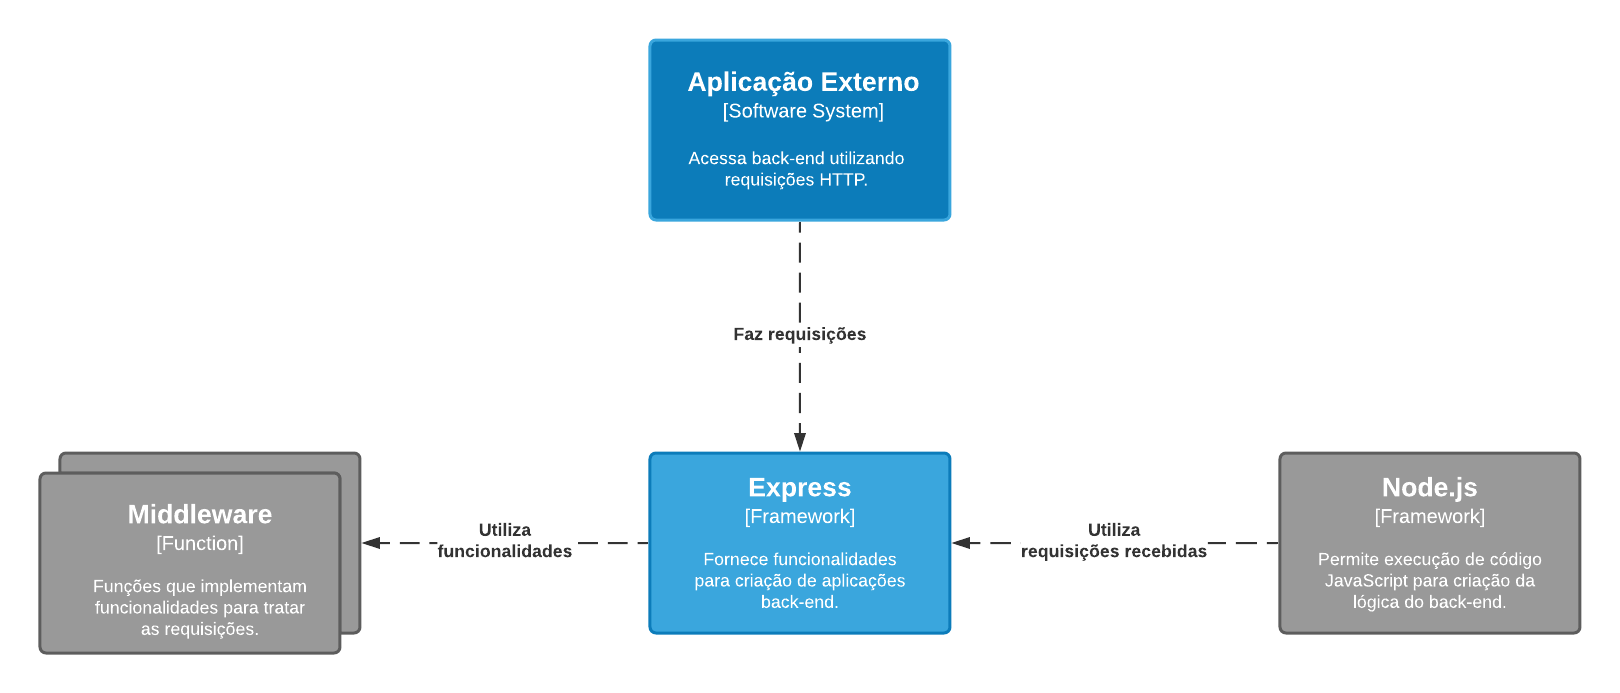 Aplicação Externo
[Software System]
Acessa back-end utilizando
requisições HTTP.
Faz requisições
Middleware
[Function]
Funções que implementam
funcionalidades para tratar
as requisições.
Utiliza
funcionalidades
Express
[Framework]
Fornece funcionalidades
para criação de aplicações
back-end.
Utiliza
requisições recebidas
Node.js
[Framework]
Permite execução de código
JavaScript para criação da
lógica do back-end.